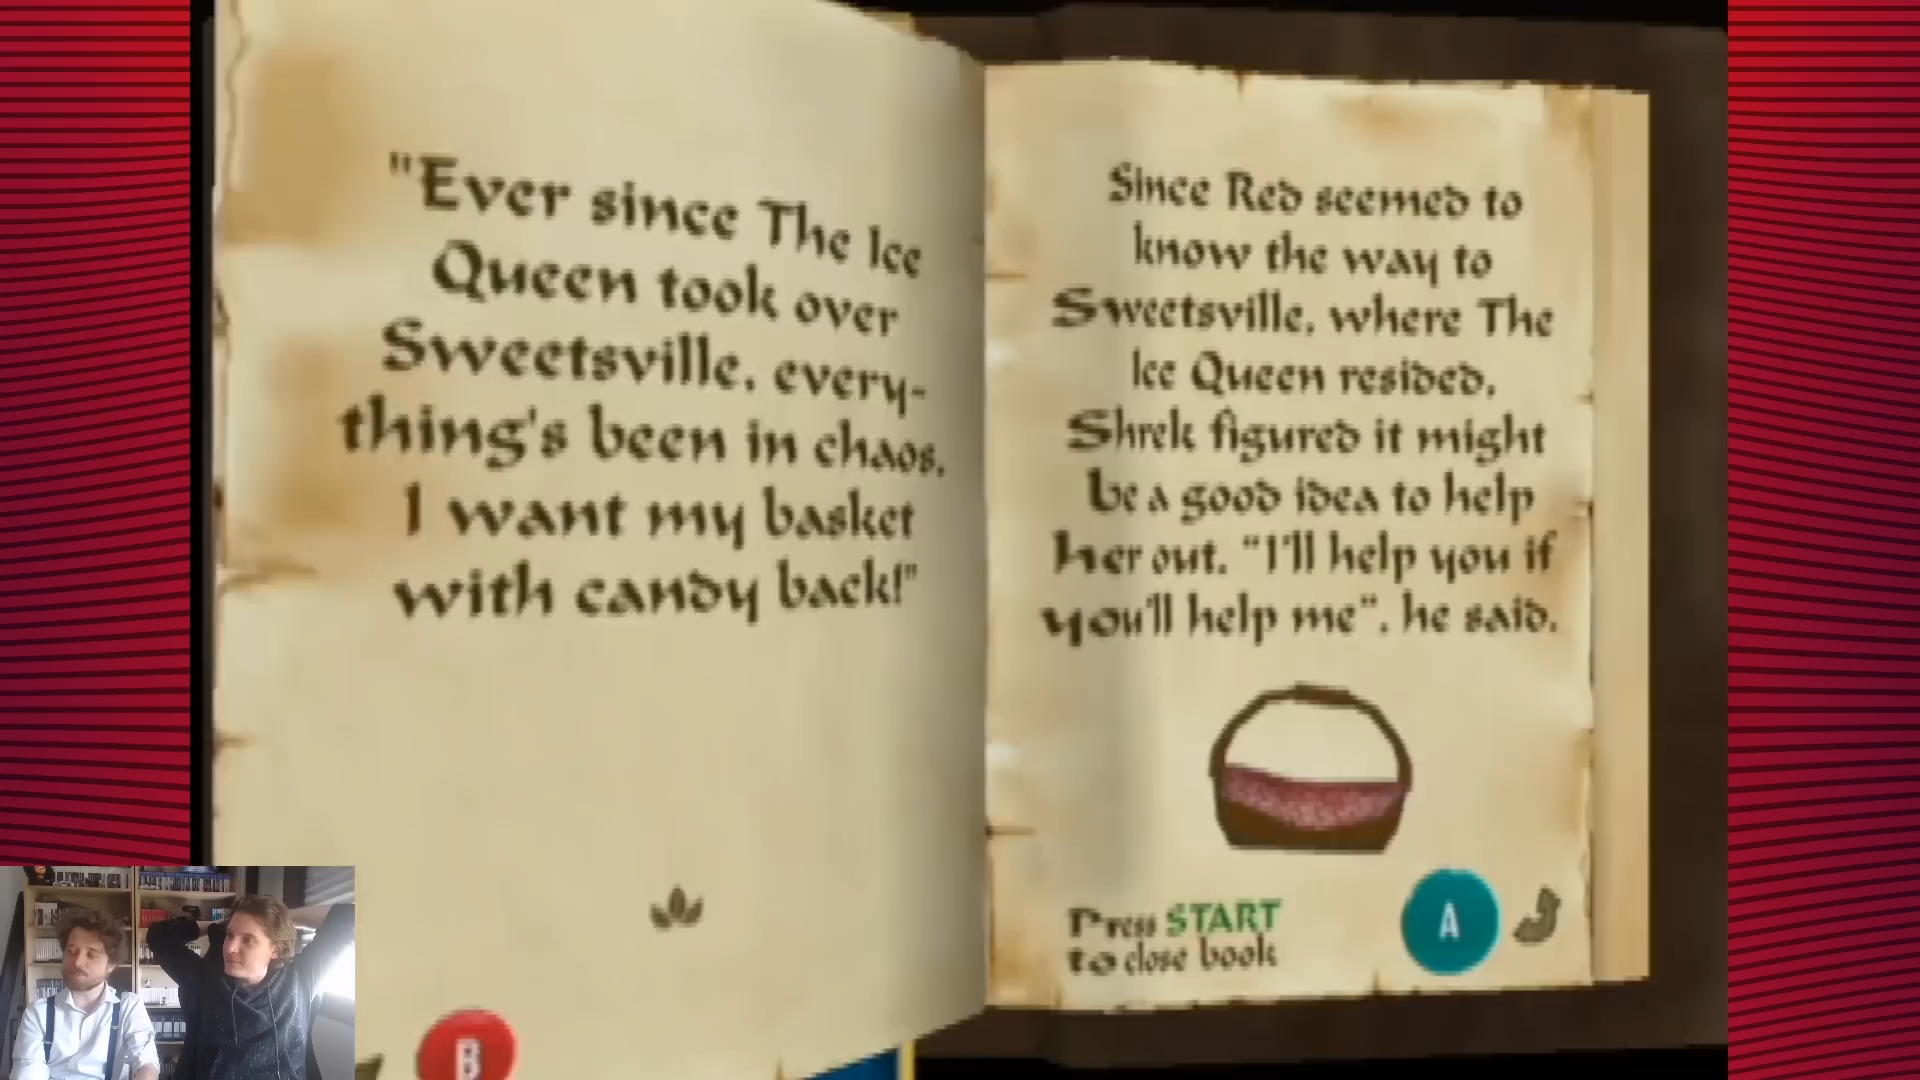 "Ever since The Ice
Queen took over
Sweetsville, every-
thing's been in chaos.
I want my basket
with candy back!"
B
Since Red seemed to
know the way to
Sweetsville, where The
Ice Queen resided,
Shrek figured it might
be a good idea to help
her out. "I'll help you if
you'll help me", he said.
Press START
to close book
A